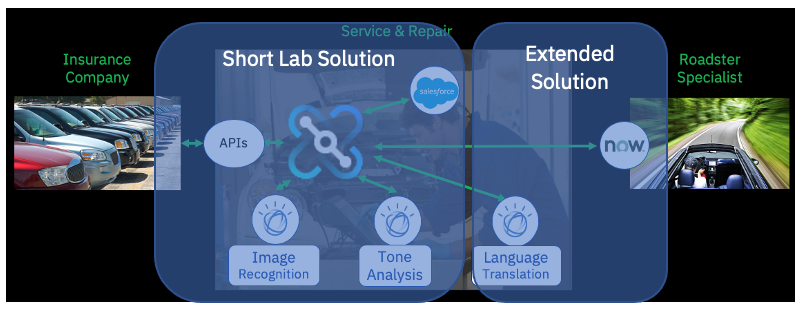 Service & Repair
Insurance
Company
Short Lab Solution
Extended
Solution
Roadster
Specialist
salesforce
APIs
now
Image
Recognition
Tone
Analysis
Language
Translation